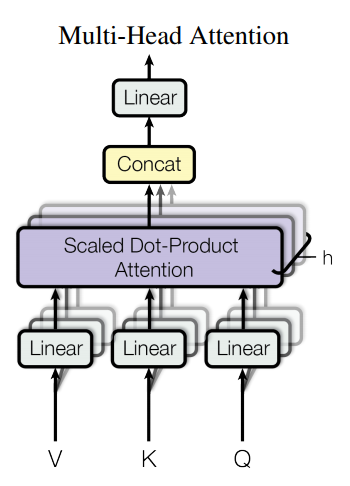 Multi-Head Attention
Linear
Concat
Scaled Dot-Product
Attention
h
Linear
Linear
Linear
V
K
Q